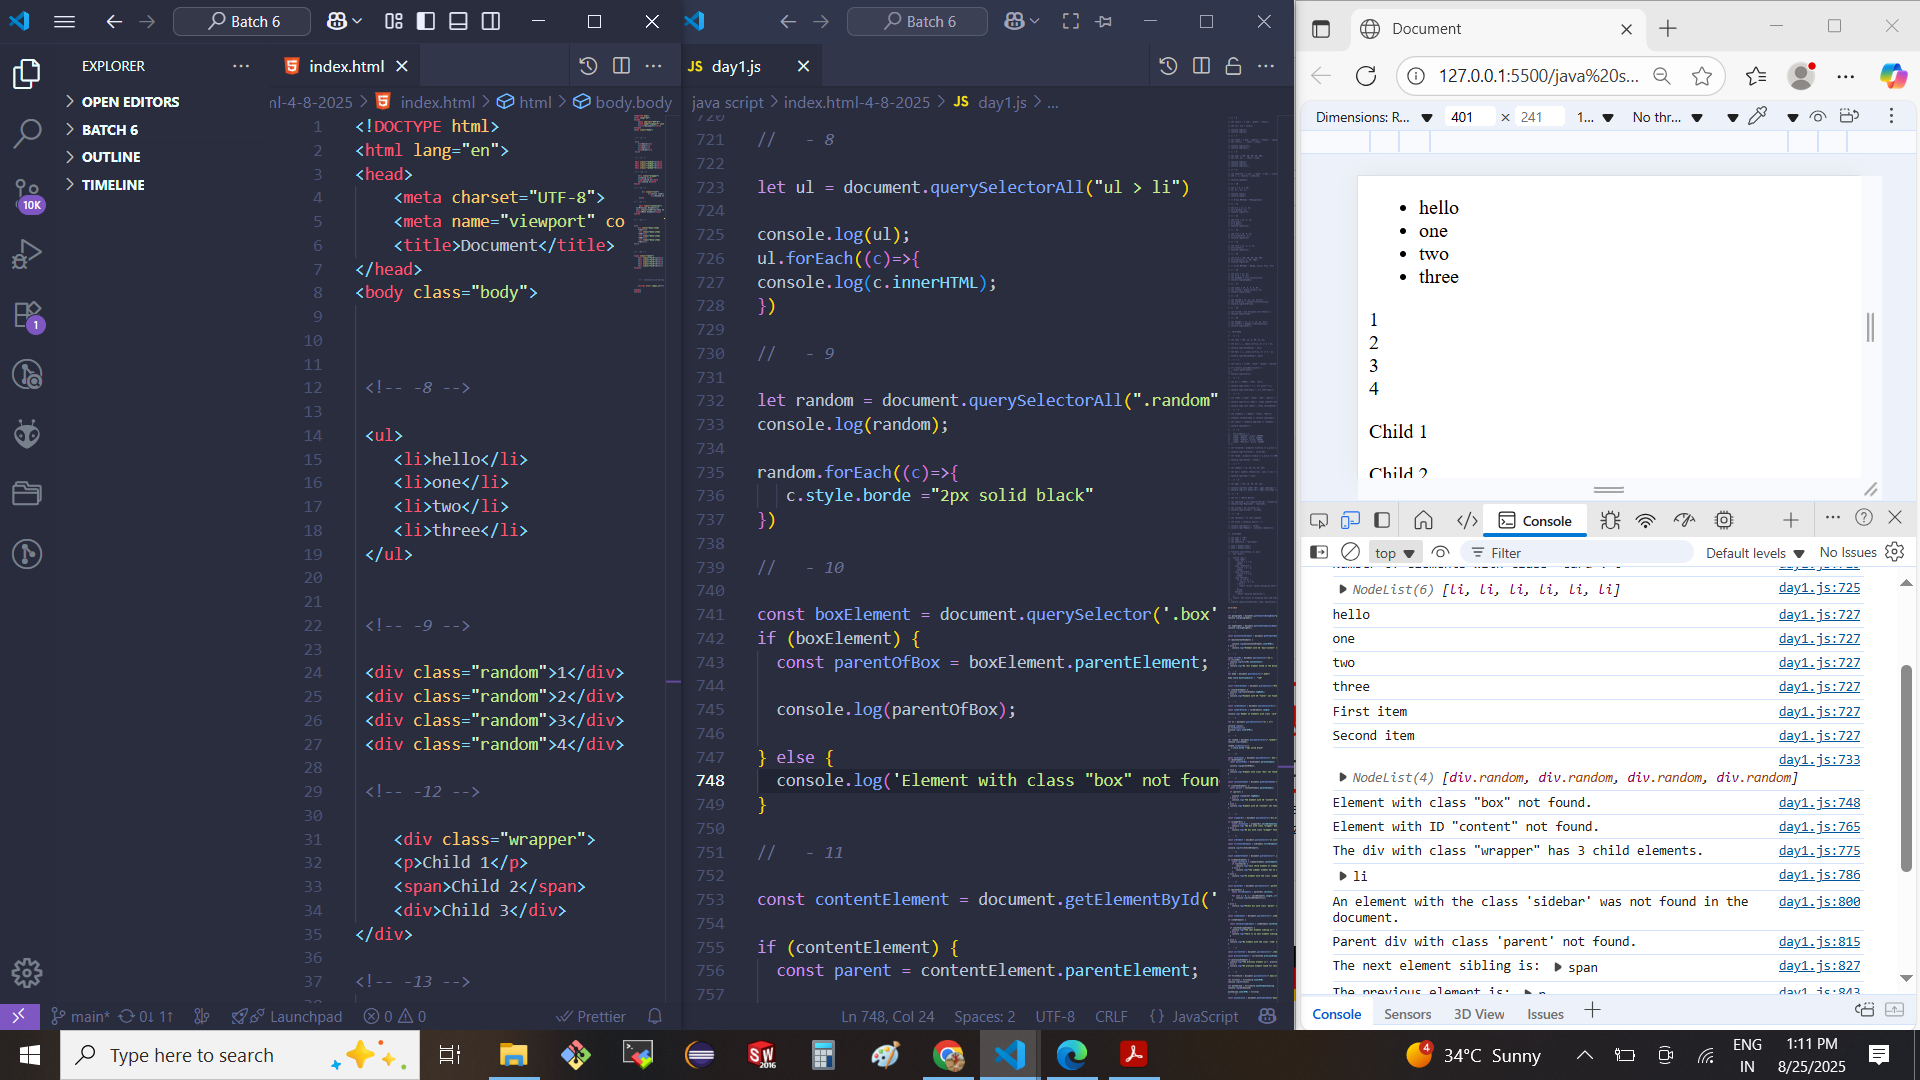 Batch 6
EXPLORER
OPEN EDITORS
BATCH 6
OUTLINE
TIMELINE
10K
1
index.html
index.html > html > body.body
1 <!DOCTYPE html>
2 <html lang="en">
3 <head>
4 <meta charset="UTF-8">
5 <meta name="viewport" co
6 <title>Document</title>
7 </head>
8 <body class="body">
9
10
11
12 <!-- -8 -->
13
14 <ul>
15 <li>hello</li>
16 <li>one</li>
17 <li>two</li>
18 <li>three</li>
19 </ul>
20
21
22 <!-- -9 -->
23
24 <div class="random">1</div>
25 <div class="random">2</div>
26 <div class="random">3</div>
27 <div class="random">4</div>
28
29 <!-- -12 -->
30
31 <div class="wrapper">
32 <p>Child 1</p>
33 <span>Child 2</span>
34 <div>Child 3</div>
35 </div>
36
37 <!-- -13 -->
main* 0↓ 1↑ Launchpad 0 0 Prettier
Batch 6
JS day1.js
java script > index.html-4-8-2025 > JS day1.js > ...
720
721 // - 8
722
723 let ul = document.querySelectorAll("ul > li")
724
725 console.log(ul);
726 ul.forEach((c)=>{
727 console.log(c.innerHTML);
728 })
729
730 // - 9
731
732 let random = document.querySelectorAll(".random"
733 console.log(random);
734
735 random.forEach((c)=>{
736 c.style.borde ="2px solid black"
737 })
738
739 // - 10
740
741 const boxElement = document.querySelector('.box'
742 if (boxElement) {
743 const parentOfBox = boxElement.parentElement;
744
745 console.log(parentOfBox);
746
747 } else {
748 console.log('Element with class "box" not foun
749 }
750
751 // - 11
752
753 const contentElement = document.getElementById('
754
755 if (contentElement) {
756 const parent = contentElement.parentElement;
757
Ln 748, Col 24 Spaces: 2 UTF-8 CRLF {} JavaScript
Document
127.0.0.1:5500/java%20s...
Dimensions: R... 401 × 241 1... No thr...
• hello
• one
• two
• three
1
2
3
4
Child 1
Child 2
Console
top Filter Default levels No Issues
NodeList(6) [li, li, li, li, li, li] day1.js:725
hello day1.js:727
one day1.js:727
two day1.js:727
three day1.js:727
First item day1.js:727
Second item day1.js:727
day1.js:733
NodeList(4) [div.random, div.random, div.random, div.random]
Element with class "box" not found. day1.js:748
Element with ID "content" not found. day1.js:765
The div with class "wrapper" has 3 child elements. day1.js:775
li day1.js:786
An element with the class 'sidebar' was not found in the day1.js:800
document.
Parent div with class 'parent' not found. day1.js:815
The next element sibling is: span day1.js:827
The previous element is: day1.js:843
Console Sensors 3D View Issues
Type here to search
SW 2016
4 34°C Sunny
ENG
IN
1:11 PM
8/25/2025